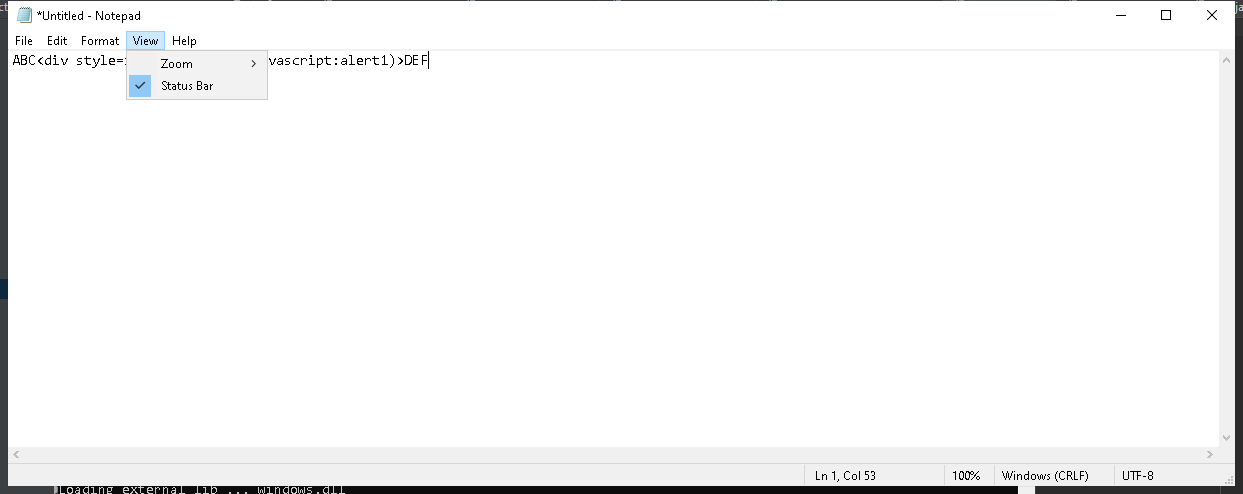 *Untitled - Notepad
File Edit Format View Help
ABC<div style= vascript:alert1)>DEF
Zoom
Status Bar
Ln 1, Col 53 100% Windows (CRLF) UTF-8
Loading external lib ... windows.dll